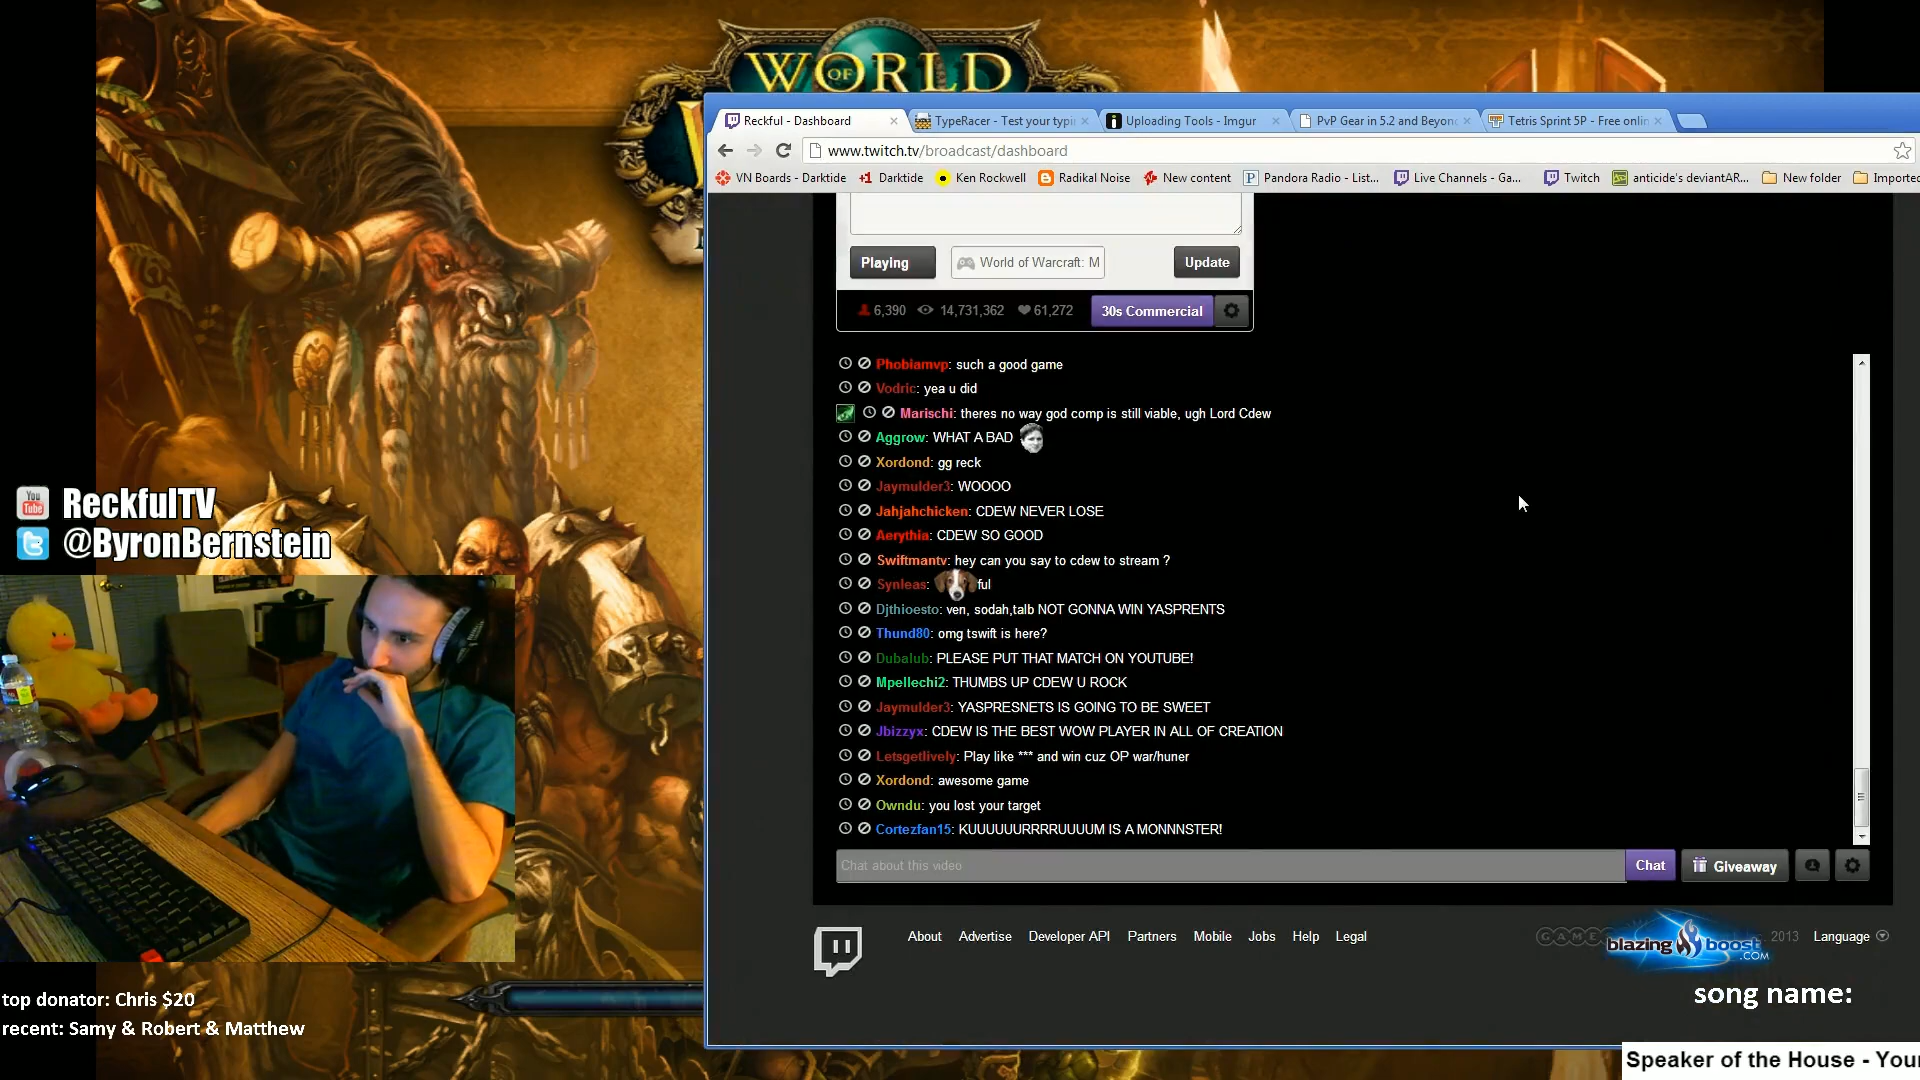 WORLD
OF
Reckful - Dashboard
TypeRacer - Test your typi
Uploading Tools - Imgur
PvP Gear in 5.2 and Beyon
Tetris Sprint 5P - Free onlin
www.twitch.tv/broadcast/dashboard
VN Boards - Darktide
+1 Darktide
Ken Rockwell
Radikal Noise
New content
Pandora Radio - List...
Live Channels - Ga...
Twitch
anticide's deviantAR...
New folder
Imported
Playing
World of Warcraft: M
Update
6,390
14,731,362
61,272
30s Commercial
Phobiamvp: such a good game
Vodric: yea u did
Marischi: theres no way god comp is still viable, ugh Lord Cdew
Aggrow: WHAT A BAD
Xordond: gg reck
Jaymulder3: WOOOO
Jahjahchicken: CDEW NEVER LOSE
Aerythia: CDEW SO GOOD
Swiftmantv: hey can you say to cdew to stream ?
Synleas: ful
Djthioesto: ven, sodah,talb NOT GONNA WIN YASPRENTS
Thund80: omg tswift is here?
Dubalub: PLEASE PUT THAT MATCH ON YOUTUBE!
Mpellechi2: THUMBS UP CDEW U ROCK
Jaymulder3: YASPRESNETS IS GOING TO BE SWEET
Jbizzyx: CDEW IS THE BEST WOW PLAYER IN ALL OF CREATION
Letsgetlively: Play like *** and win cuz OP war/huner
Xordond: awesome game
Owndu: you lost your target
Cortezfan15: KUUUUUURRRRUUUUM IS A MONNNSTER!
Chat about this video
Chat
Giveaway
You
Tube
ReckfulTV
@ByronBernstein
About
Advertise
Developer API
Partners
Mobile
Jobs
Help
Legal
GAME
blazing boost
.COM
2013
Language
song name:
top donator: Chris $20
recent: Samy & Robert & Matthew
Speaker of the House - Your